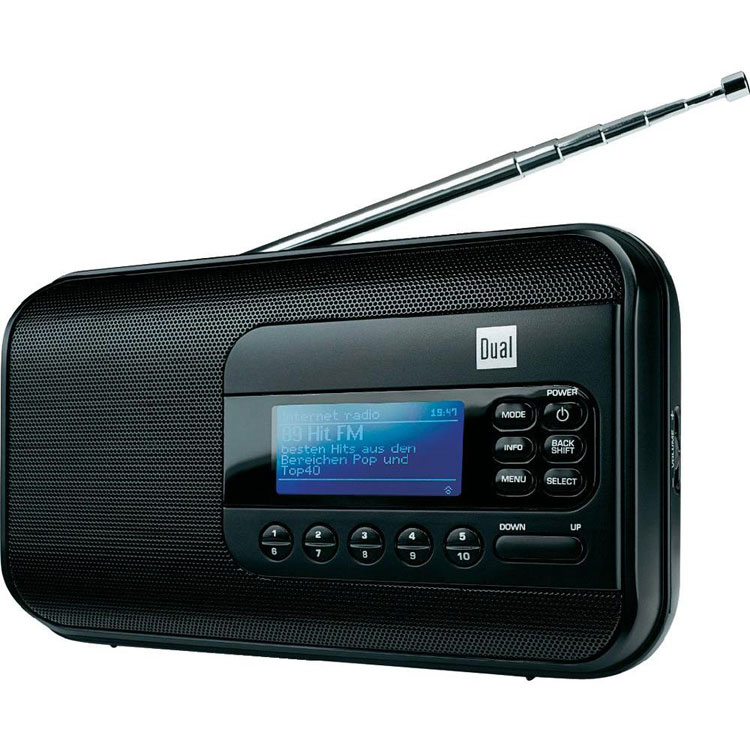 Dual
POWER
MODE
INFO
BACK
SHIFT
MENU
SELECT
VOLUME
Internet radio 19:47
89 Hit FM
besten Hits aus den
Bereichen Pop und
Top40
DOWN UP
1 2 3 4 5
6 7 8 9 10